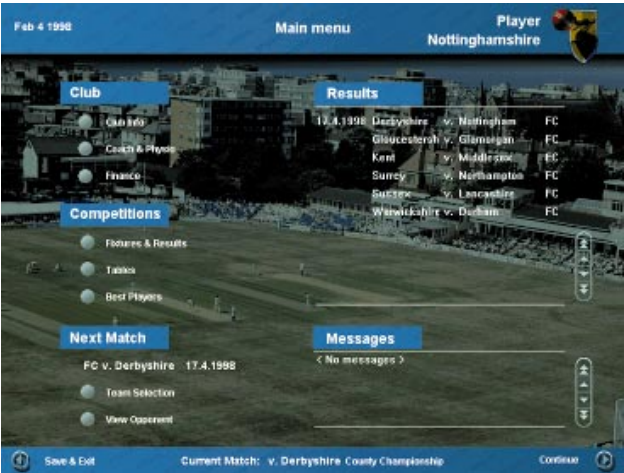 Feb 4 1998
Main menu
Player
Nottinghamshire
Club
Club Info
Coach & Physio
Finance
Results
17.4.1998 Derbyshire v. Nottingham FC
Gloucestersh v. Glamorgan FC
Kent v. Middlesex FC
Surrey v. Northampton FC
Sussex v. Lancashire FC
Warwickshire v. Durham FC
Competitions
Fixtures & Results
Tables
Best Players
Next Match
FC v. Derbyshire 17.4.1998
Team Selection
View Opponent
Messages
< No messages >
Save & Exit
Current Match: v. Derbyshire County Championship
Continue